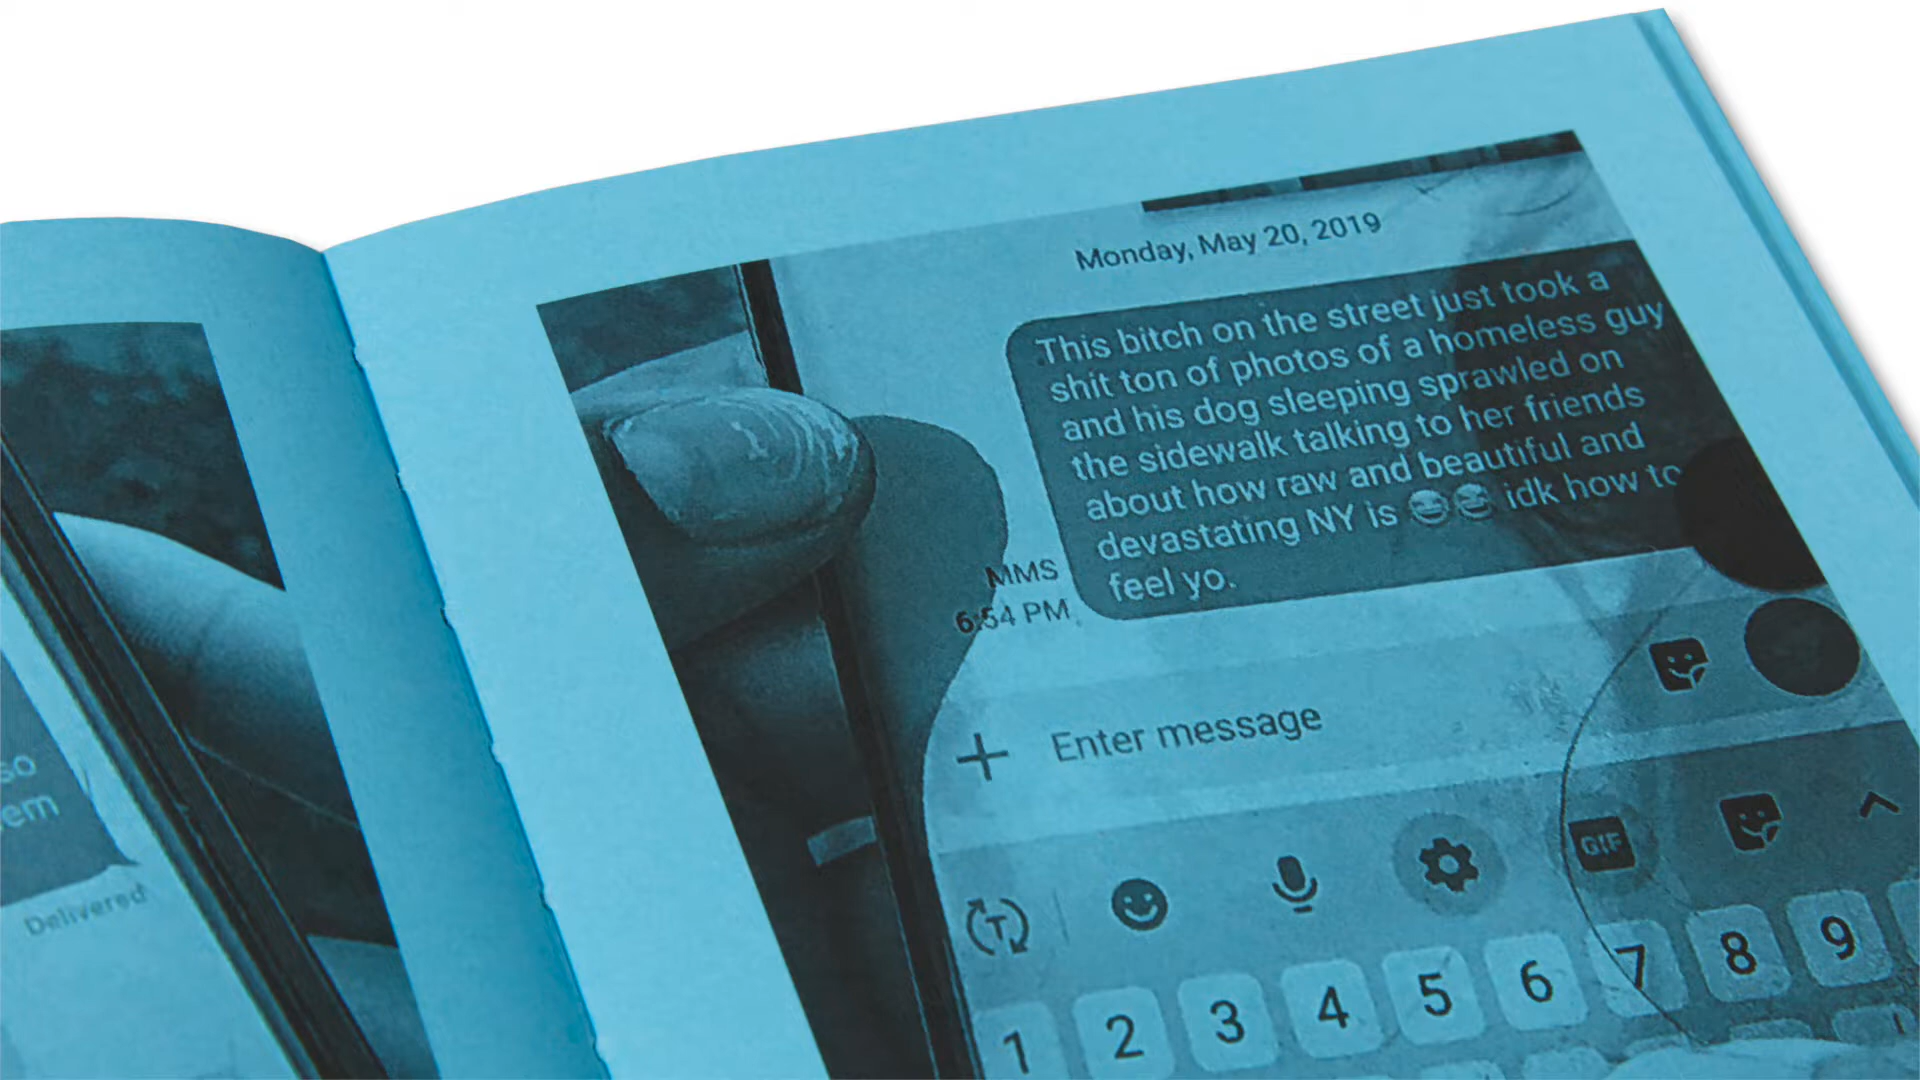 so
em
Delivered
Monday, May 20, 2019
This bitch on the street just took a
shit ton of photos of a homeless guy
and his dog sleeping sprawled on
the sidewalk talking to her friends
about how raw and beautiful and
devastating NY is 😂😂 idk how to
feel yo.
MMS
6:54 PM
+ Enter message
T
GIF
1 2 3 4 5 6 7 8 9